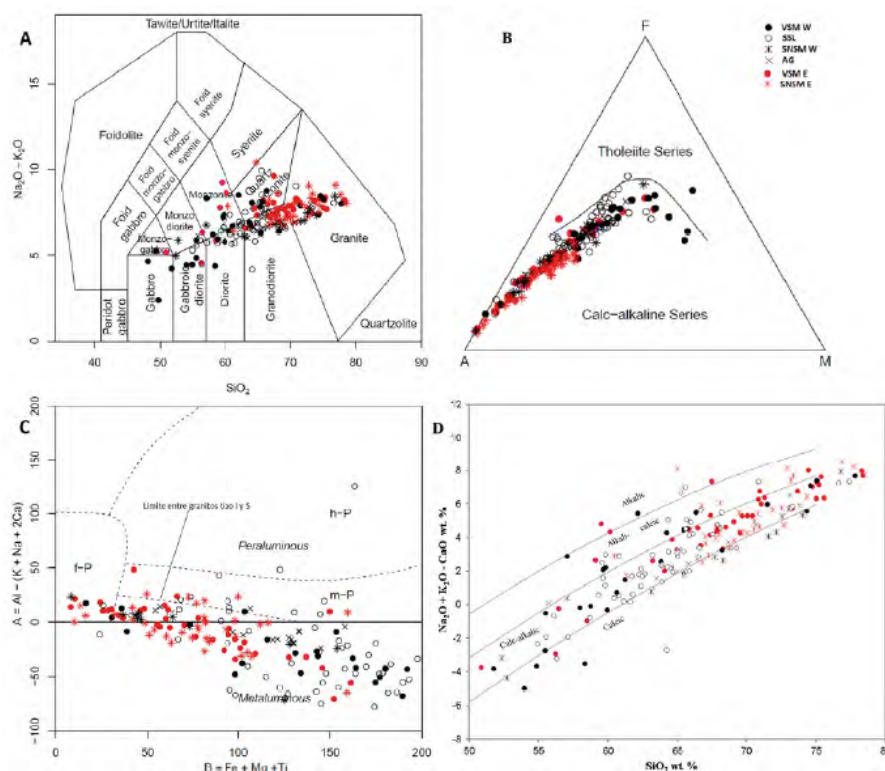 A
Tawite/Urtite/Italite
Foidolite
Foid syenite
Foid monzo-syenite
Foid monzo-gabbro
Foid gabbro
Syenite
Quartz monzonite
Monzonite
Monzo diorite
Monzo-gabbro
Peridot gabbro
Gabbro
Gabbroic diorite
Diorite
Granodiorite
Granite
Quartzolite
Na2O – K2O
0 5 10 15
40 50 60 70 80 90
SiO2
B
F
Tholeiite Series
Calc-alkaline Series
A
M
VSM W
SSL
SNSM W
AG
VSM E
SNSM E
C
200
150
100
50
0
-50
-100
A = Al – (K + Na + 2Ca)
Limite entre granitos tipo I y S
h-P
Peraluminous
f-P
m-P
Metaluminous
0 50 100 150 200
B = Fe + Mg +Ti
D
12
10
8
6
4
2
0
-2
-4
-6
-8
Na2O + K2O - CaO wt. %
Alkalic
Alkali-calcic
Calc-alkalic
Calcic
50 55 60 65 70 75
SiO2 wt. %